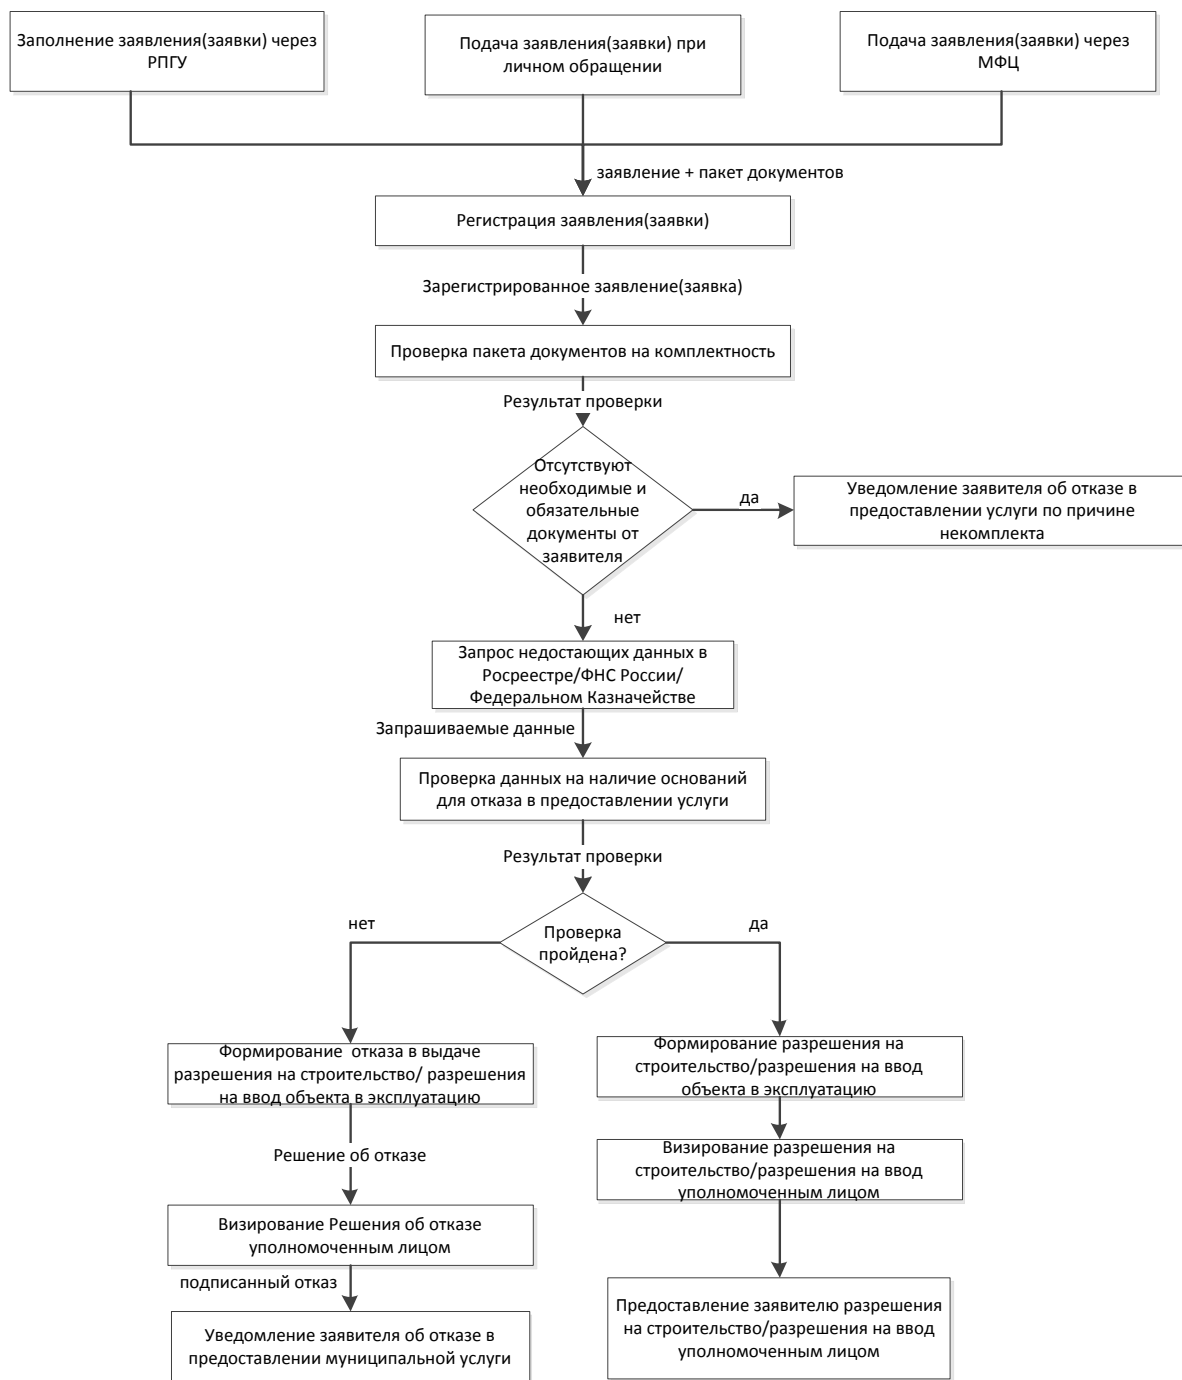 Заполнение заявления(заявки) через
РПГУ
Подача заявления(заявки) при
личном обращении
Подача заявления(заявки) через
МФЦ
заявление + пакет документов
Регистрация заявления(заявки)
Зарегистрированное заявление(заявка)
Проверка пакета документов на комплектность
Результат проверки
Отсутствуют
необходимые и
обязательные
документы от
заявителя
да
Уведомление заявителя об отказе в
предоставлении услуги по причине
некомплекта
нет
Запрос недостающих данных в
Росреестре/ФНС России/
Федеральном Казначействе
Запрашиваемые данные
Проверка данных на наличие оснований
для отказа в предоставлении услуги
Результат проверки
Проверка
пройдена?
нет
да
Формирование отказа в выдаче
разрешения на строительство/ разрешения
на ввод объекта в эксплуатацию
Формирование разрешения на
строительство/разрешения на ввод
объекта в эксплуатацию
Решение об отказе
Визирование разрешения на
строительство/разрешения на ввод
уполномоченным лицом
Визирование Решения об отказе
уполномоченным лицом
подписанный отказ
Предоставление заявителю разрешения
на строительство/разрешения на ввод
уполномоченным лицом
Уведомление заявителя об отказе в
предоставлении муниципальной услуги